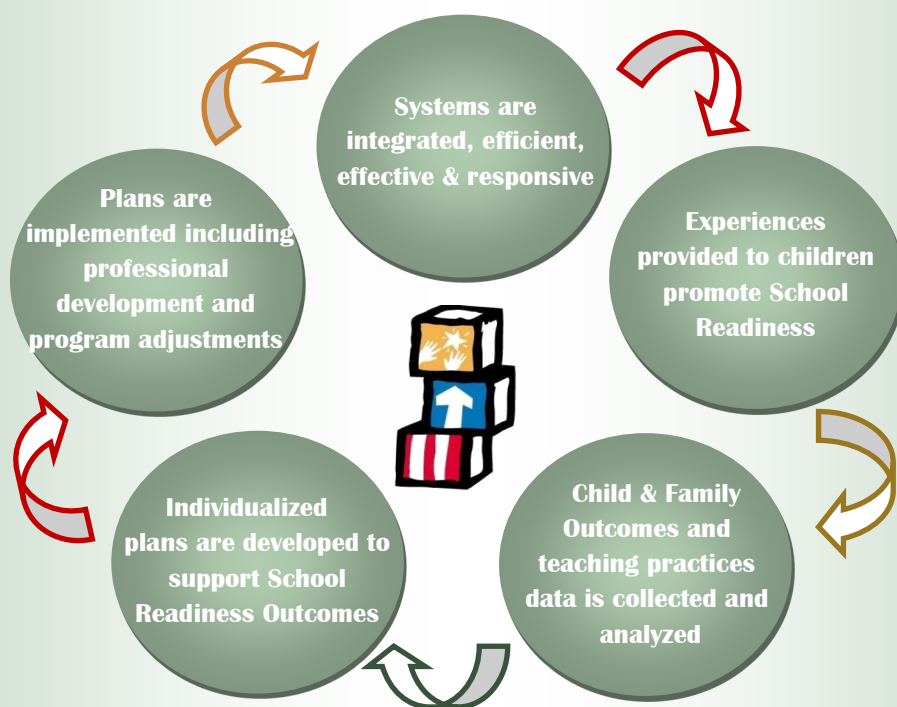 Systems are
integrated, efficient,
effective & responsive
Experiences
provided to children
promote School
Readiness
Child & Family
Outcomes and
teaching practices
data is collected and
analyzed
Individualized
plans are developed to
support School
Readiness Outcomes
Plans are
implemented including
professional
development and
program adjustments